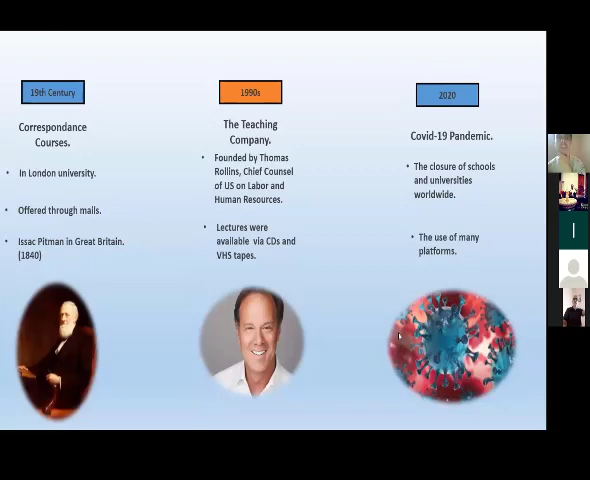 19th Century
Correspondance
Courses.
• In London university.
• Offered through mails.
• Issac Pitman in Great Britain.
(1840)
1990s
The Teaching
Company.
• Founded by Thomas
Rollins, Chief Counsel
of US on Labor and
Human Resources.
• Lectures were
available via CDs and
VHS tapes.
2020
Covid-19 Pandemic.
• The closure of schools
and universities
worldwide.
• The use of many
platforms.
I